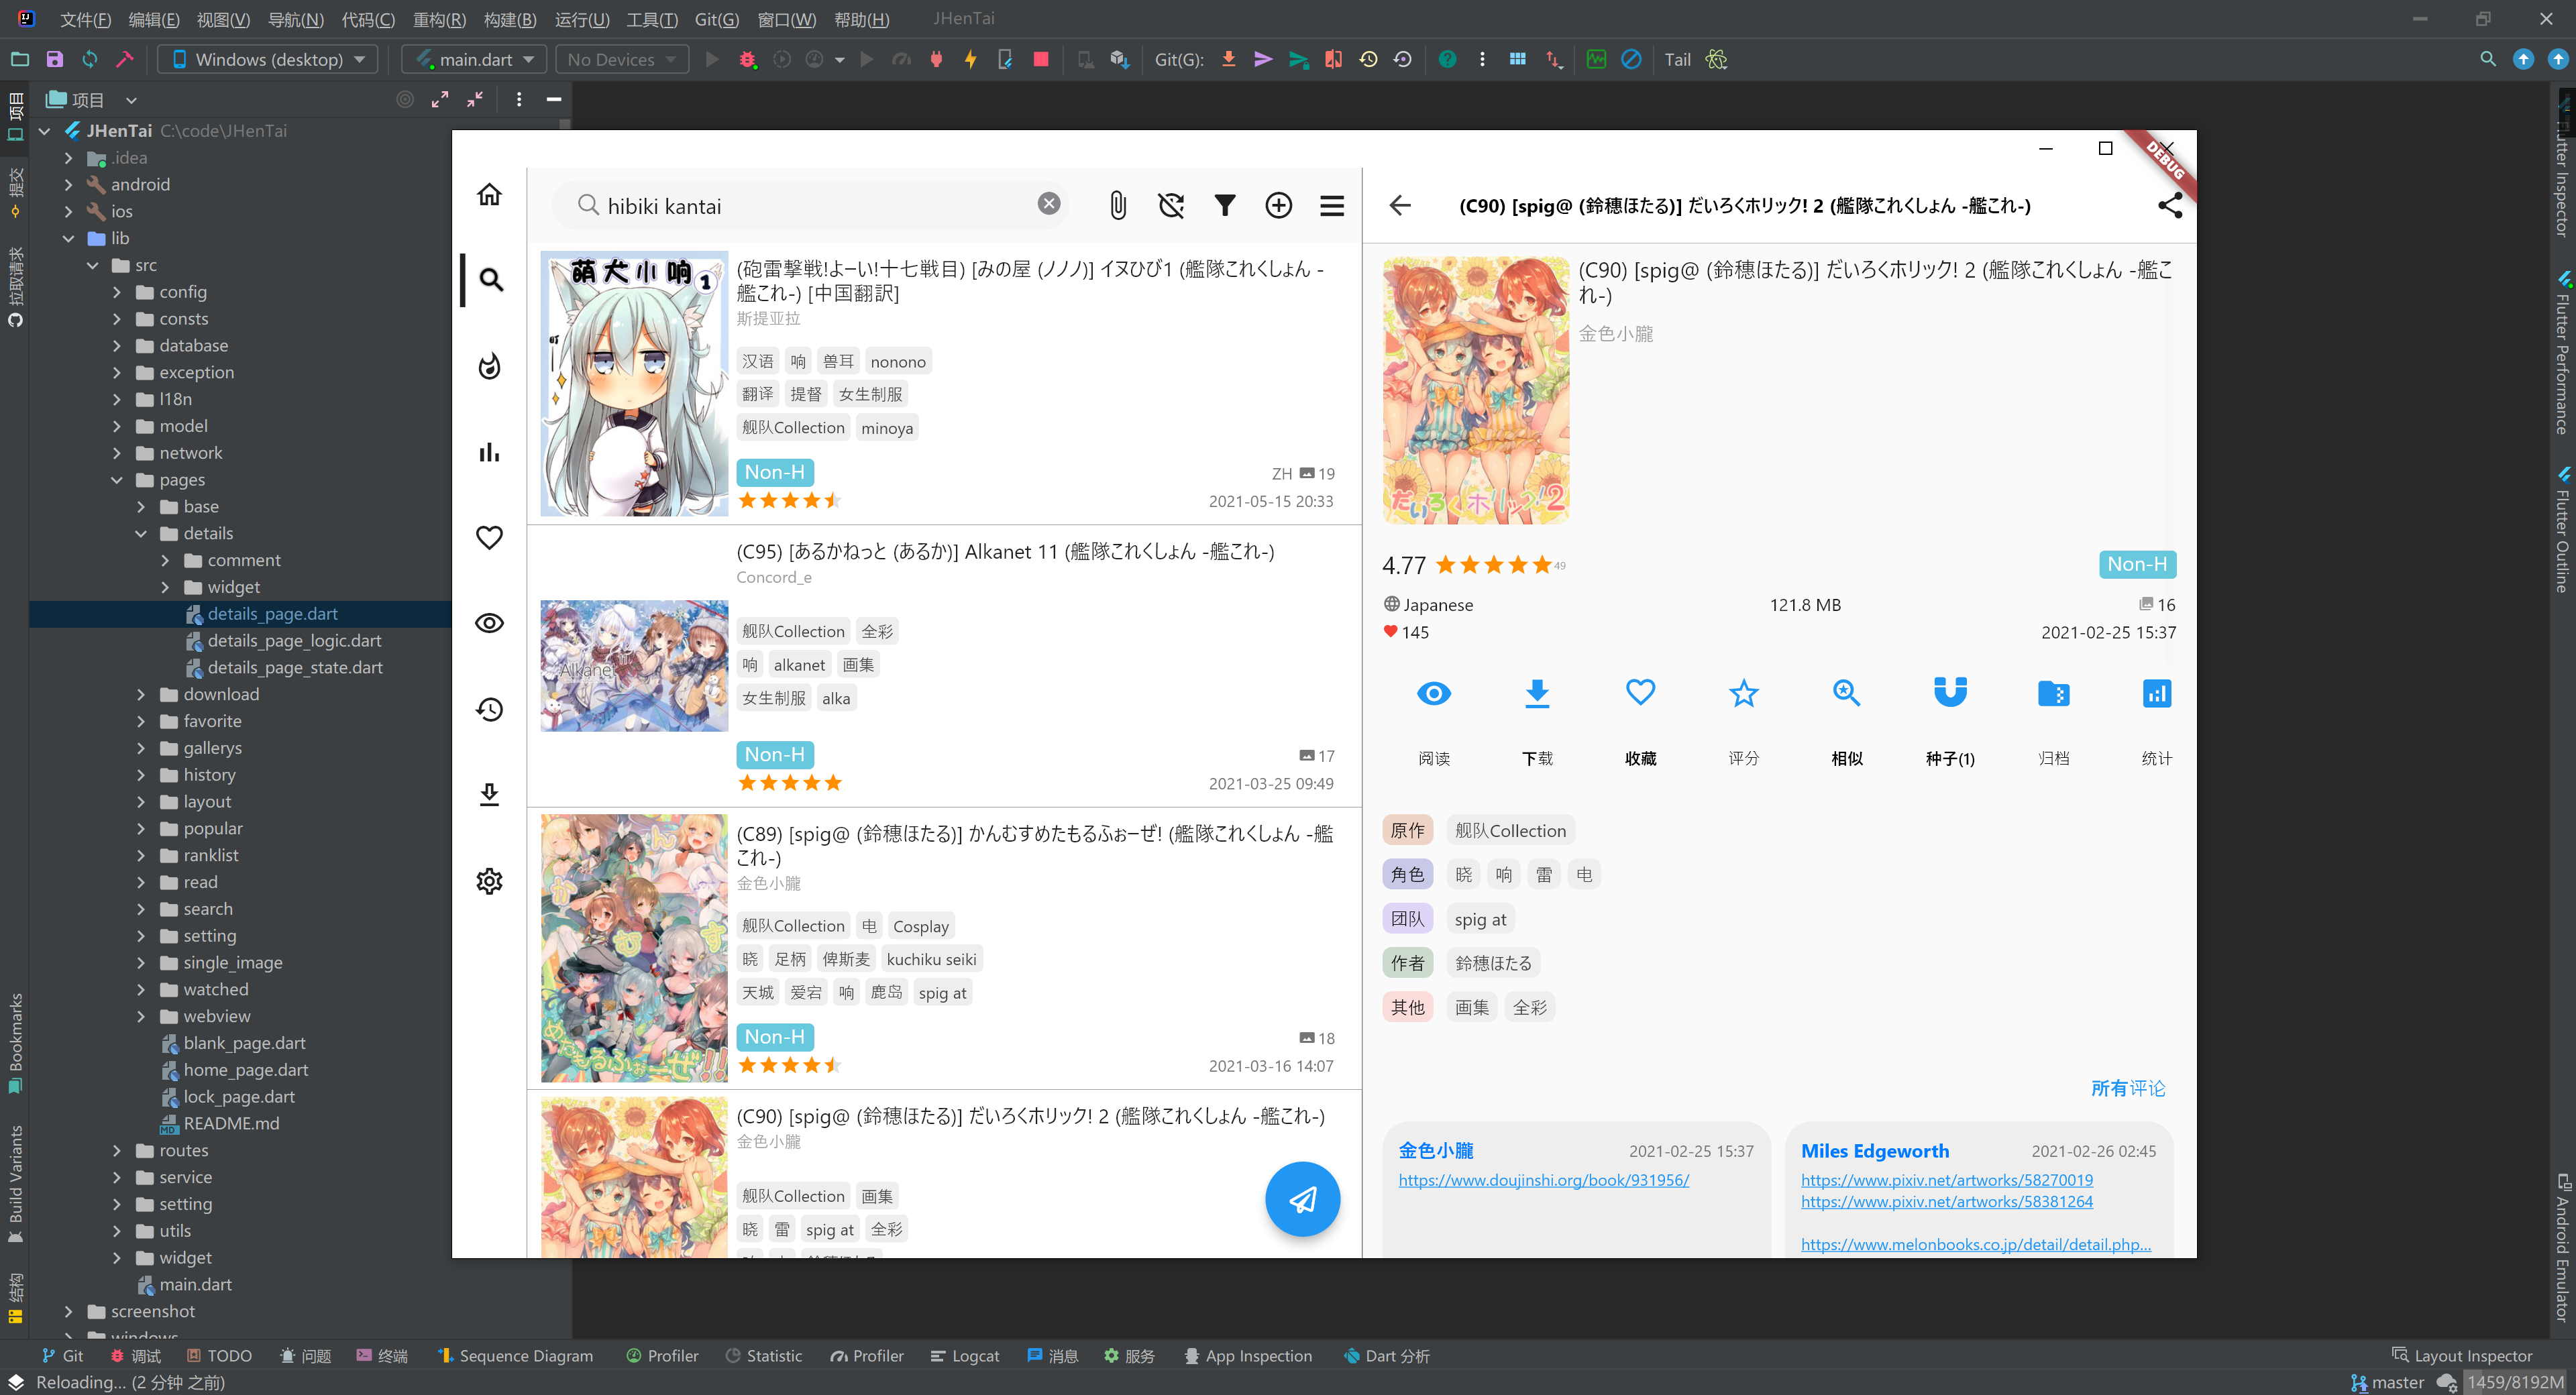 文件(F) 编辑(E) 视图(V) 导航(N) 代码(C) 重构(R) 构建(B) 运行(U) 工具(T) Git(G) 窗口(W) 帮助(H) JHenTai
Windows (desktop) main.dart No Devices Git(G): Tail
项目
项目
提交
拉取请求
Bookmarks
Build Variants
结构
JHenTai C:\code\JHenTai
.idea
android
ios
lib
src
config
consts
database
exception
l18n
model
network
pages
base
details
comment
widget
details_page.dart
details_page_logic.dart
details_page_state.dart
download
favorite
gallerys
history
layout
popular
ranklist
read
search
setting
single_image
watched
webview
blank_page.dart
home_page.dart
lock_page.dart
README.md
routes
service
setting
utils
widget
main.dart
screenshot
windows
DEBUG
hibiki kantai
萌犬小响 1
(砲雷撃戦!よーい!十七戦目) [みの屋 (ノノノ)] イヌひび1 (艦隊これくしょん -
艦これ-) [中国翻訳]
斯提亚拉
汉语 响 兽耳 nonono
翻译 提督 女生制服
舰队Collection minoya
Non-H
ZH 19
2021-05-15 20:33
(C95) [あるかねっと (あるか)] Alkanet 11 (艦隊これくしょん -艦これ-)
Concord_e
Alkanet
舰队Collection 全彩
响 alkanet 画集
女生制服 alka
Non-H
17
2021-03-25 09:49
(C89) [spig@ (鈴穂ほたる)] かんむすめたもるふぉーぜ! (艦隊これくしょん -艦
これ-)
金色小朧
舰队Collection 电 Cosplay
晓 足柄 俾斯麦 kuchiku seiki
天城 爱宕 响 鹿岛 spig at
Non-H
18
2021-03-16 14:07
(C90) [spig@ (鈴穂ほたる)] だいろくホリック! 2 (艦隊これくしょん -艦これ-)
金色小朧
舰队Collection 画集
晓 雷 spig at 全彩
(C90) [spig@ (鈴穂ほたる)] だいろくホリック! 2 (艦隊これくしょん -艦これ-)
(C90) [spig@ (鈴穂ほたる)] だいろくホリック! 2 (艦隊これくしょん -艦こ
れ-)
金色小朧
だいろくホリック!2
4.77 49
Non-H
Japanese 121.8 MB 16
145 2021-02-25 15:37
阅读 下载 收藏 评分 相似 种子(1) 归档 统计
原作 舰队Collection
角色 晓 响 雷 电
团队 spig at
作者 鈴穂ほたる
其他 画集 全彩
所有评论
金色小朧 2021-02-25 15:37
https://www.doujinshi.org/book/931956/
Miles Edgeworth 2021-02-26 02:45
https://www.pixiv.net/artworks/58270019
https://www.pixiv.net/artworks/58381264
https://www.melonbooks.co.jp/detail/detail.php...
Flutter Inspector
Flutter Performance
Flutter Outline
Android Emulator
Git 调试 TODO 问题 终端 Sequence Diagram Profiler Statistic Profiler Logcat 消息 服务 App Inspection Dart 分析 Layout Inspector
Reloading... (2 分钟 之前) master 1459/8192M